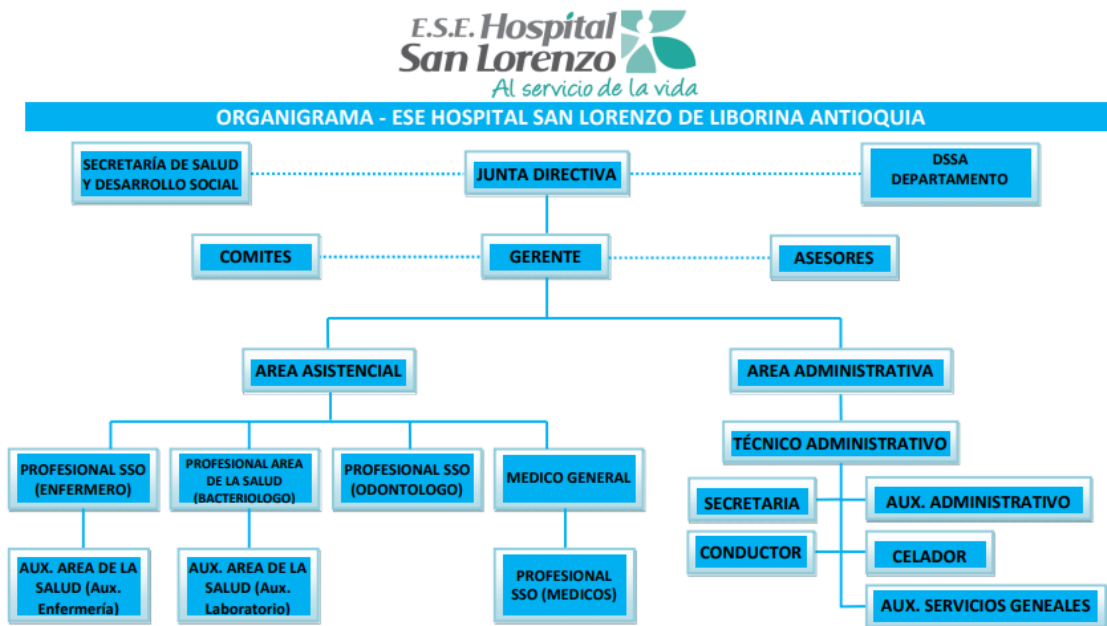 E.S.E. Hospital
San Lorenzo
Al servicio de la vida
ORGANIGRAMA - ESE HOSPITAL SAN LORENZO DE LIBORINA ANTIOQUIA
SECRETARÍA DE SALUD
Y DESARROLLO SOCIAL
JUNTA DIRECTIVA
DSSA
DEPARTAMENTO
COMITES
GERENTE
ASESORES
AREA ASISTENCIAL
AREA ADMINISTRATIVA
TÉCNICO ADMINISTRATIVO
PROFESIONAL SSO
(ENFERMERO)
PROFESIONAL AREA
DE LA SALUD
(BACTERIOLOGO)
PROFESIONAL SSO
(ODONTOLOGO)
MEDICO GENERAL
SECRETARIA
AUX. ADMINISTRATIVO
CONDUCTOR
CELADOR
AUX. AREA DE LA
SALUD (Aux.
Enfermería)
AUX. AREA DE LA
SALUD (Aux.
Laboratorio)
PROFESIONAL
SSO (MEDICOS)
AUX. SERVICIOS GENEALES